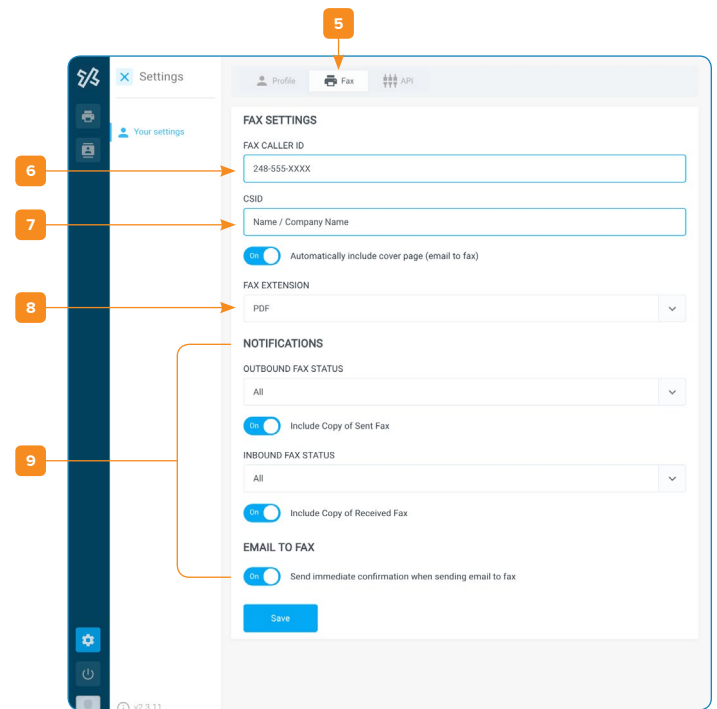 5
Settings
Profile
Fax
API
Your settings
FAX SETTINGS
FAX CALLER ID
6
248-555-XXXX
CSID
7
Name / Company Name
On
Automatically include cover page (email to fax)
FAX EXTENSION
8
PDF
NOTIFICATIONS
OUTBOUND FAX STATUS
All
On
Include Copy of Sent Fax
9
INBOUND FAX STATUS
All
On
Include Copy of Received Fax
EMAIL TO FAX
On
Send immediate confirmation when sending email to fax
Save
v2.3.11